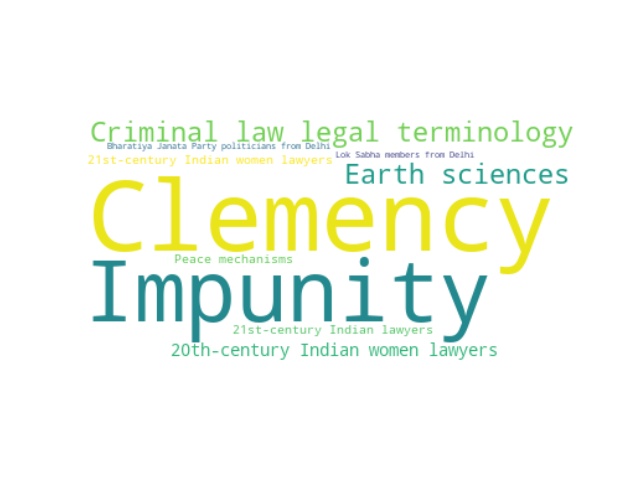 Criminal law legal terminology
Bharatiya Janata Party politicians from Delhi
Lok Sabha members from Delhi
21st-century Indian women lawyers
Earth sciences
Clemency
Peace mechanisms
Impunity
21st-century Indian lawyers
20th-century Indian women lawyers